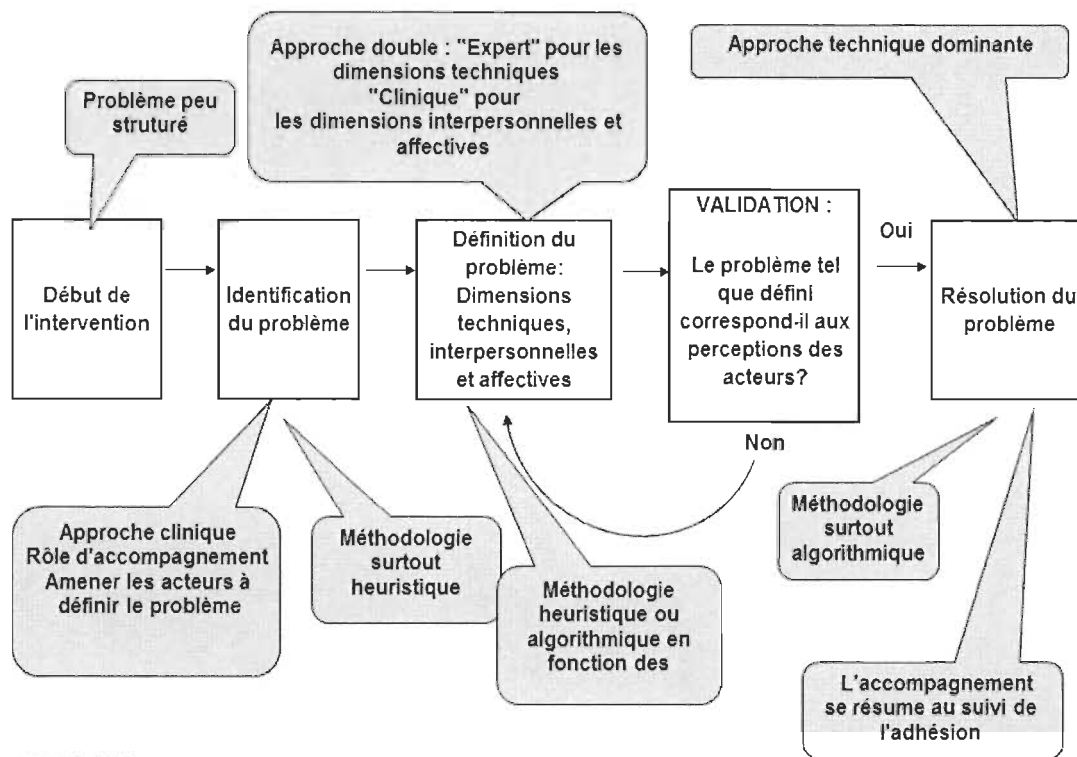 Approche double : "Expert" pour les
dimensions techniques
"Clinique" pour
les dimensions interpersonnelles et
affectives
Approche technique dominante
Problème peu
struturé
Début de
l'intervention
Identification
du problème
Définition du
problème:
Dimensions
techniques,
interpersonnelles
et affectives
VALIDATION :
Le problème tel
que défini
correspond-il aux
perceptions des
acteurs?
Oui
Résolution du
problème
Non
Approche clinique
Rôle d'accompagnement
Amener les acteurs à
définir le problème
Méthodologie
surtout
heuristique
Méthodologie
heuristique ou
algorithmique en
fonction des
Méthodologie
surtout
algorithmique
L'accompagnement
se résume au suivi de
l'adhésion